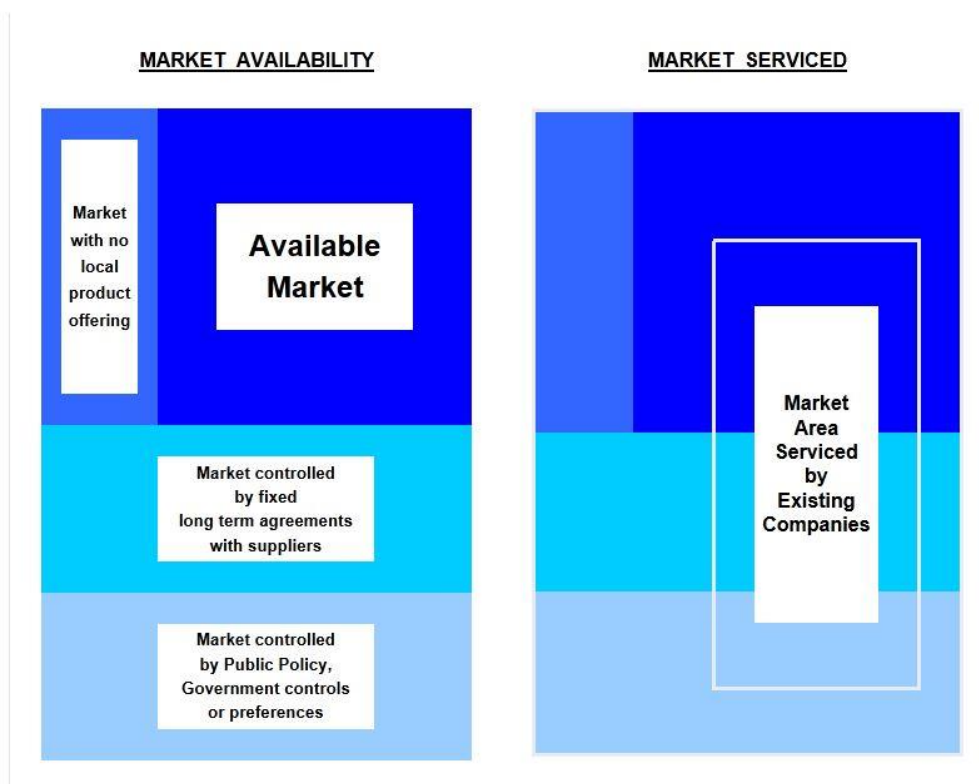 MARKET AVAILABILITY
Market
with no
local
product
offering
Available
Market
Market controlled
by fixed
long term agreements
with suppliers
Market controlled
by Public Policy,
Government controls
or preferences
MARKET SERVICED
Market
Area
Serviced
by
Existing
Companies